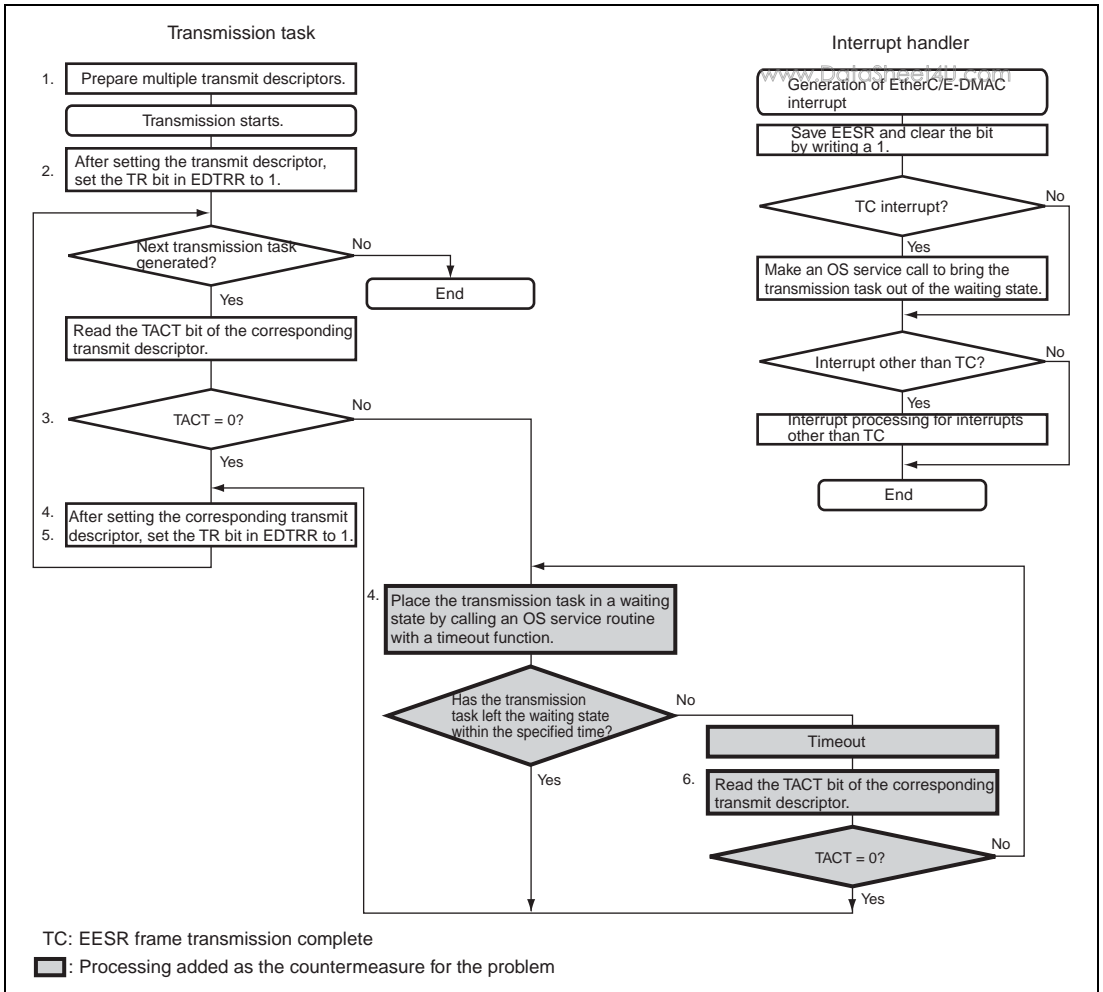 Transmission task
1. Prepare multiple transmit descriptors.
Transmission starts.
2. After setting the transmit descriptor,
set the TR bit in EDTRR to 1.
Next transmission task
generated?
No
End
Yes
Read the TACT bit of the corresponding
transmit descriptor.
3. TACT = 0?
No
Yes
4. After setting the corresponding transmit
5. descriptor, set the TR bit in EDTRR to 1.
4. Place the transmission task in a waiting
state by calling an OS service routine
with a timeout function.
Has the transmission
task left the waiting state
within the specified time?
No
Yes
Timeout
6. Read the TACT bit of the corresponding
transmit descriptor.
TACT = 0?
No
Yes
Interrupt handler
www.DataSheet4U.com
Generation of EtherC/E-DMAC
interrupt
Save EESR and clear the bit
by writing a 1.
TC interrupt?
No
Yes
Make an OS service call to bring the
transmission task out of the waiting state.
Interrupt other than TC?
No
Yes
Interrupt processing for interrupts
other than TC
End
TC: EESR frame transmission complete
: Processing added as the countermeasure for the problem